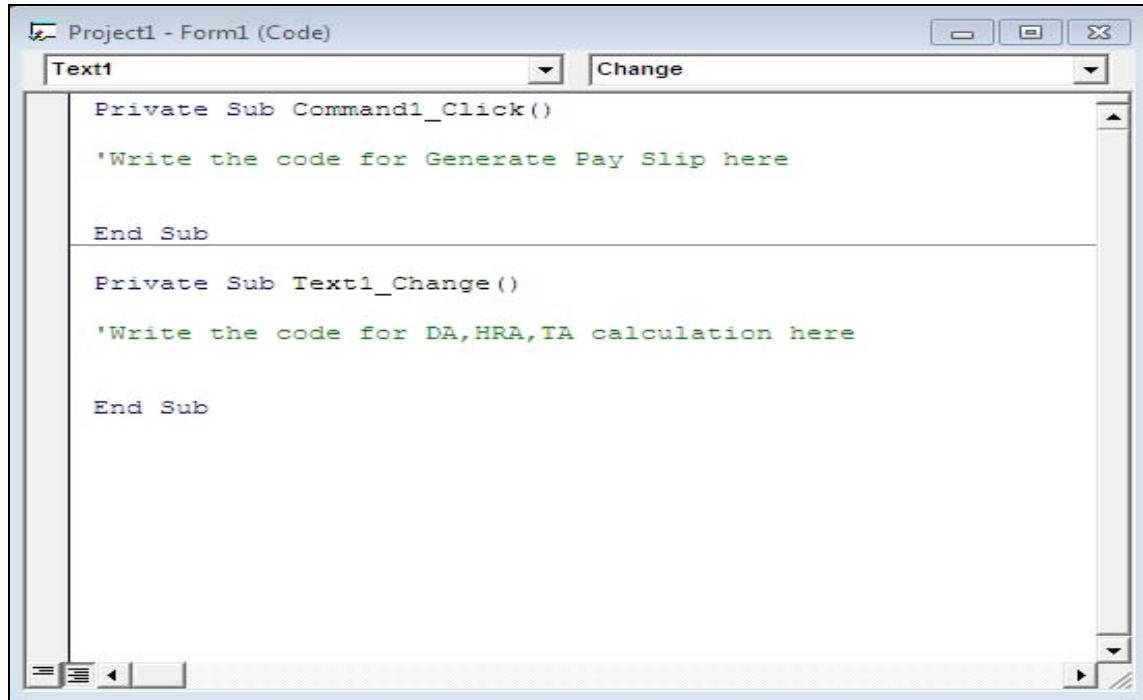 Project1 - Form1 (Code)
Text1 Change
Private Sub Command1_Click()
'Write the code for Generate Pay Slip here
End Sub
Private Sub Text1_Change()
'Write the code for DA,HRA,TA calculation here
End Sub